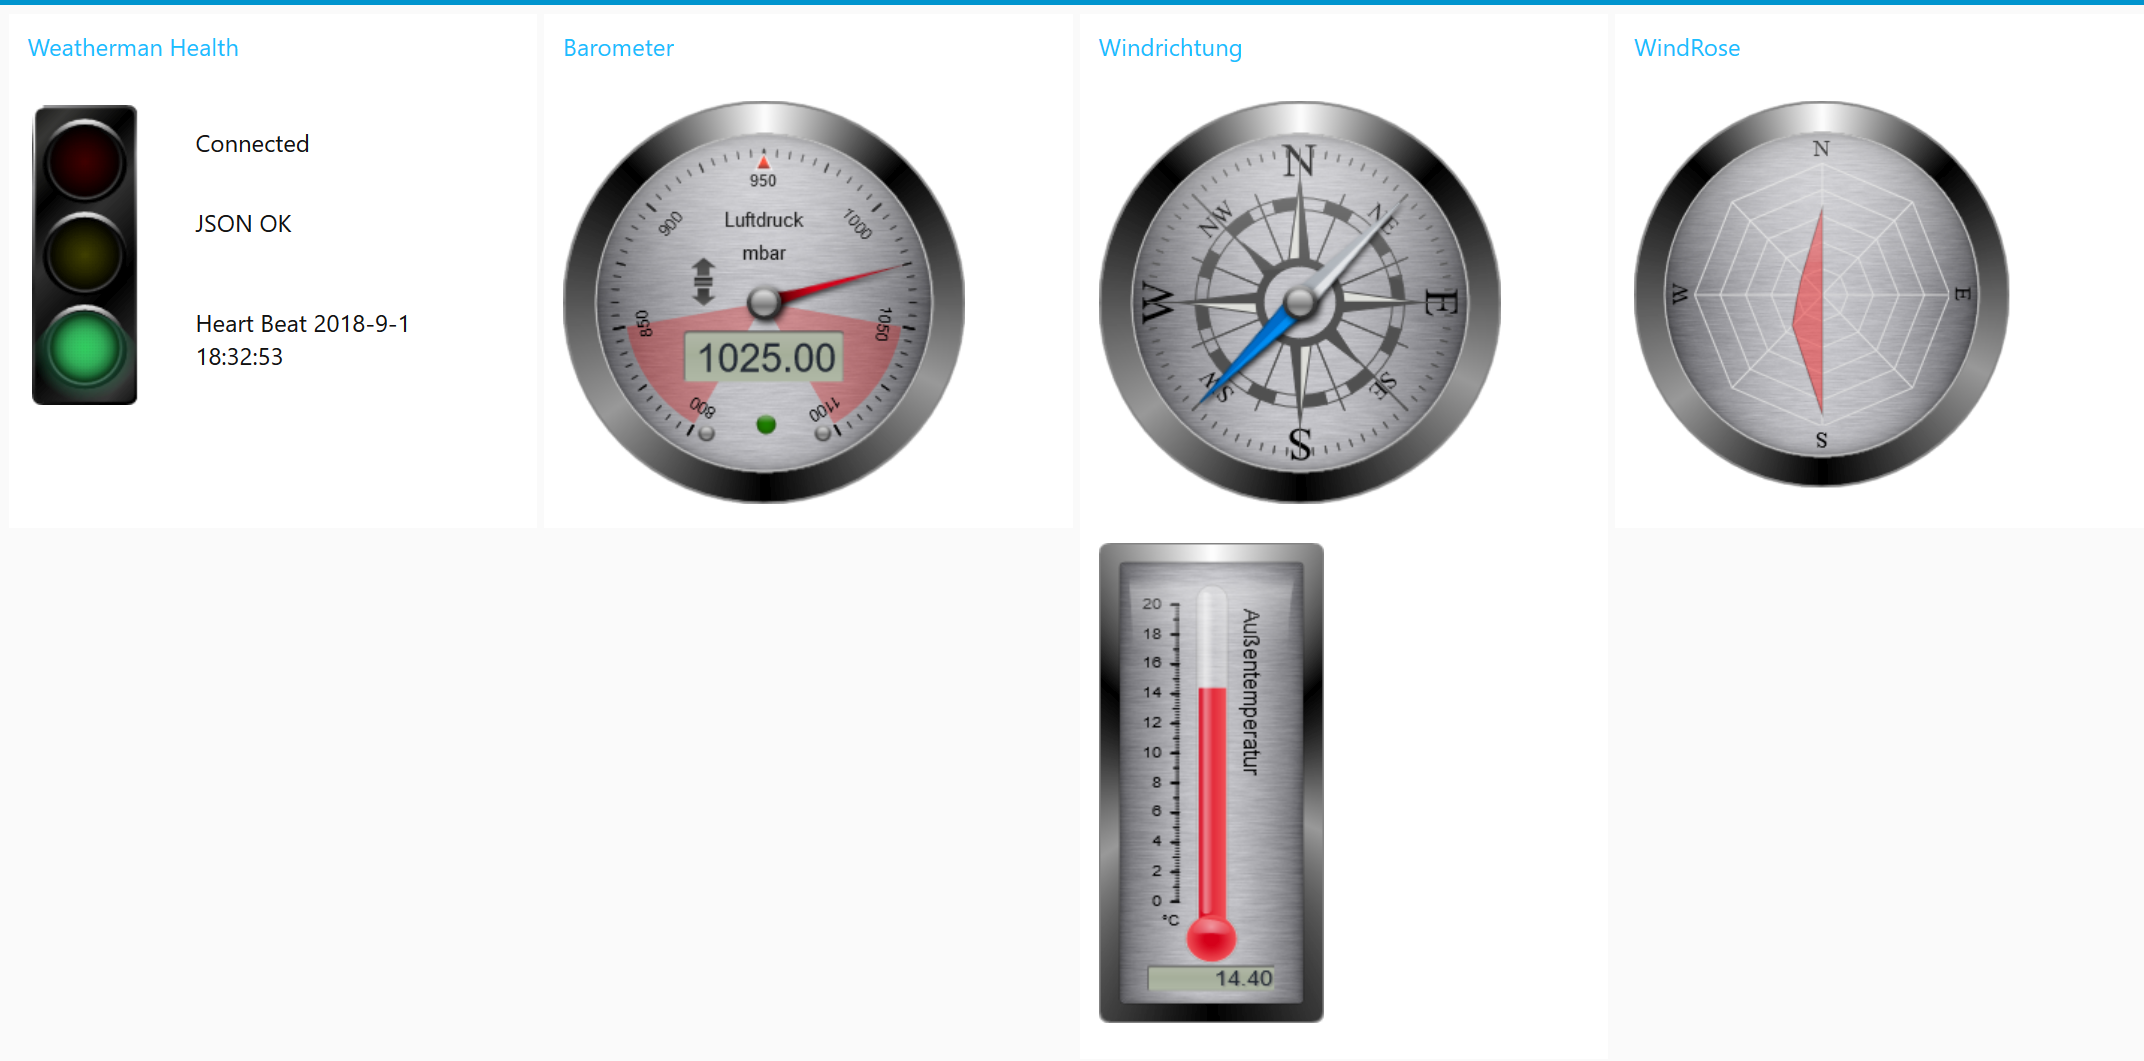 Weatherman Health
Connected
JSON OK
Heart Beat 2018-9-1
18:32:53
Barometer
950
900
1000
Luftdruck
mbar
850
1050
1025.00
800
1100
Windrichtung
N
NW
NE
W
E
SW
SE
S
20
18
16
14
12
10
8
6
4
2
0
°C
Außentemperatur
14.40
WindRose
N
W
E
S